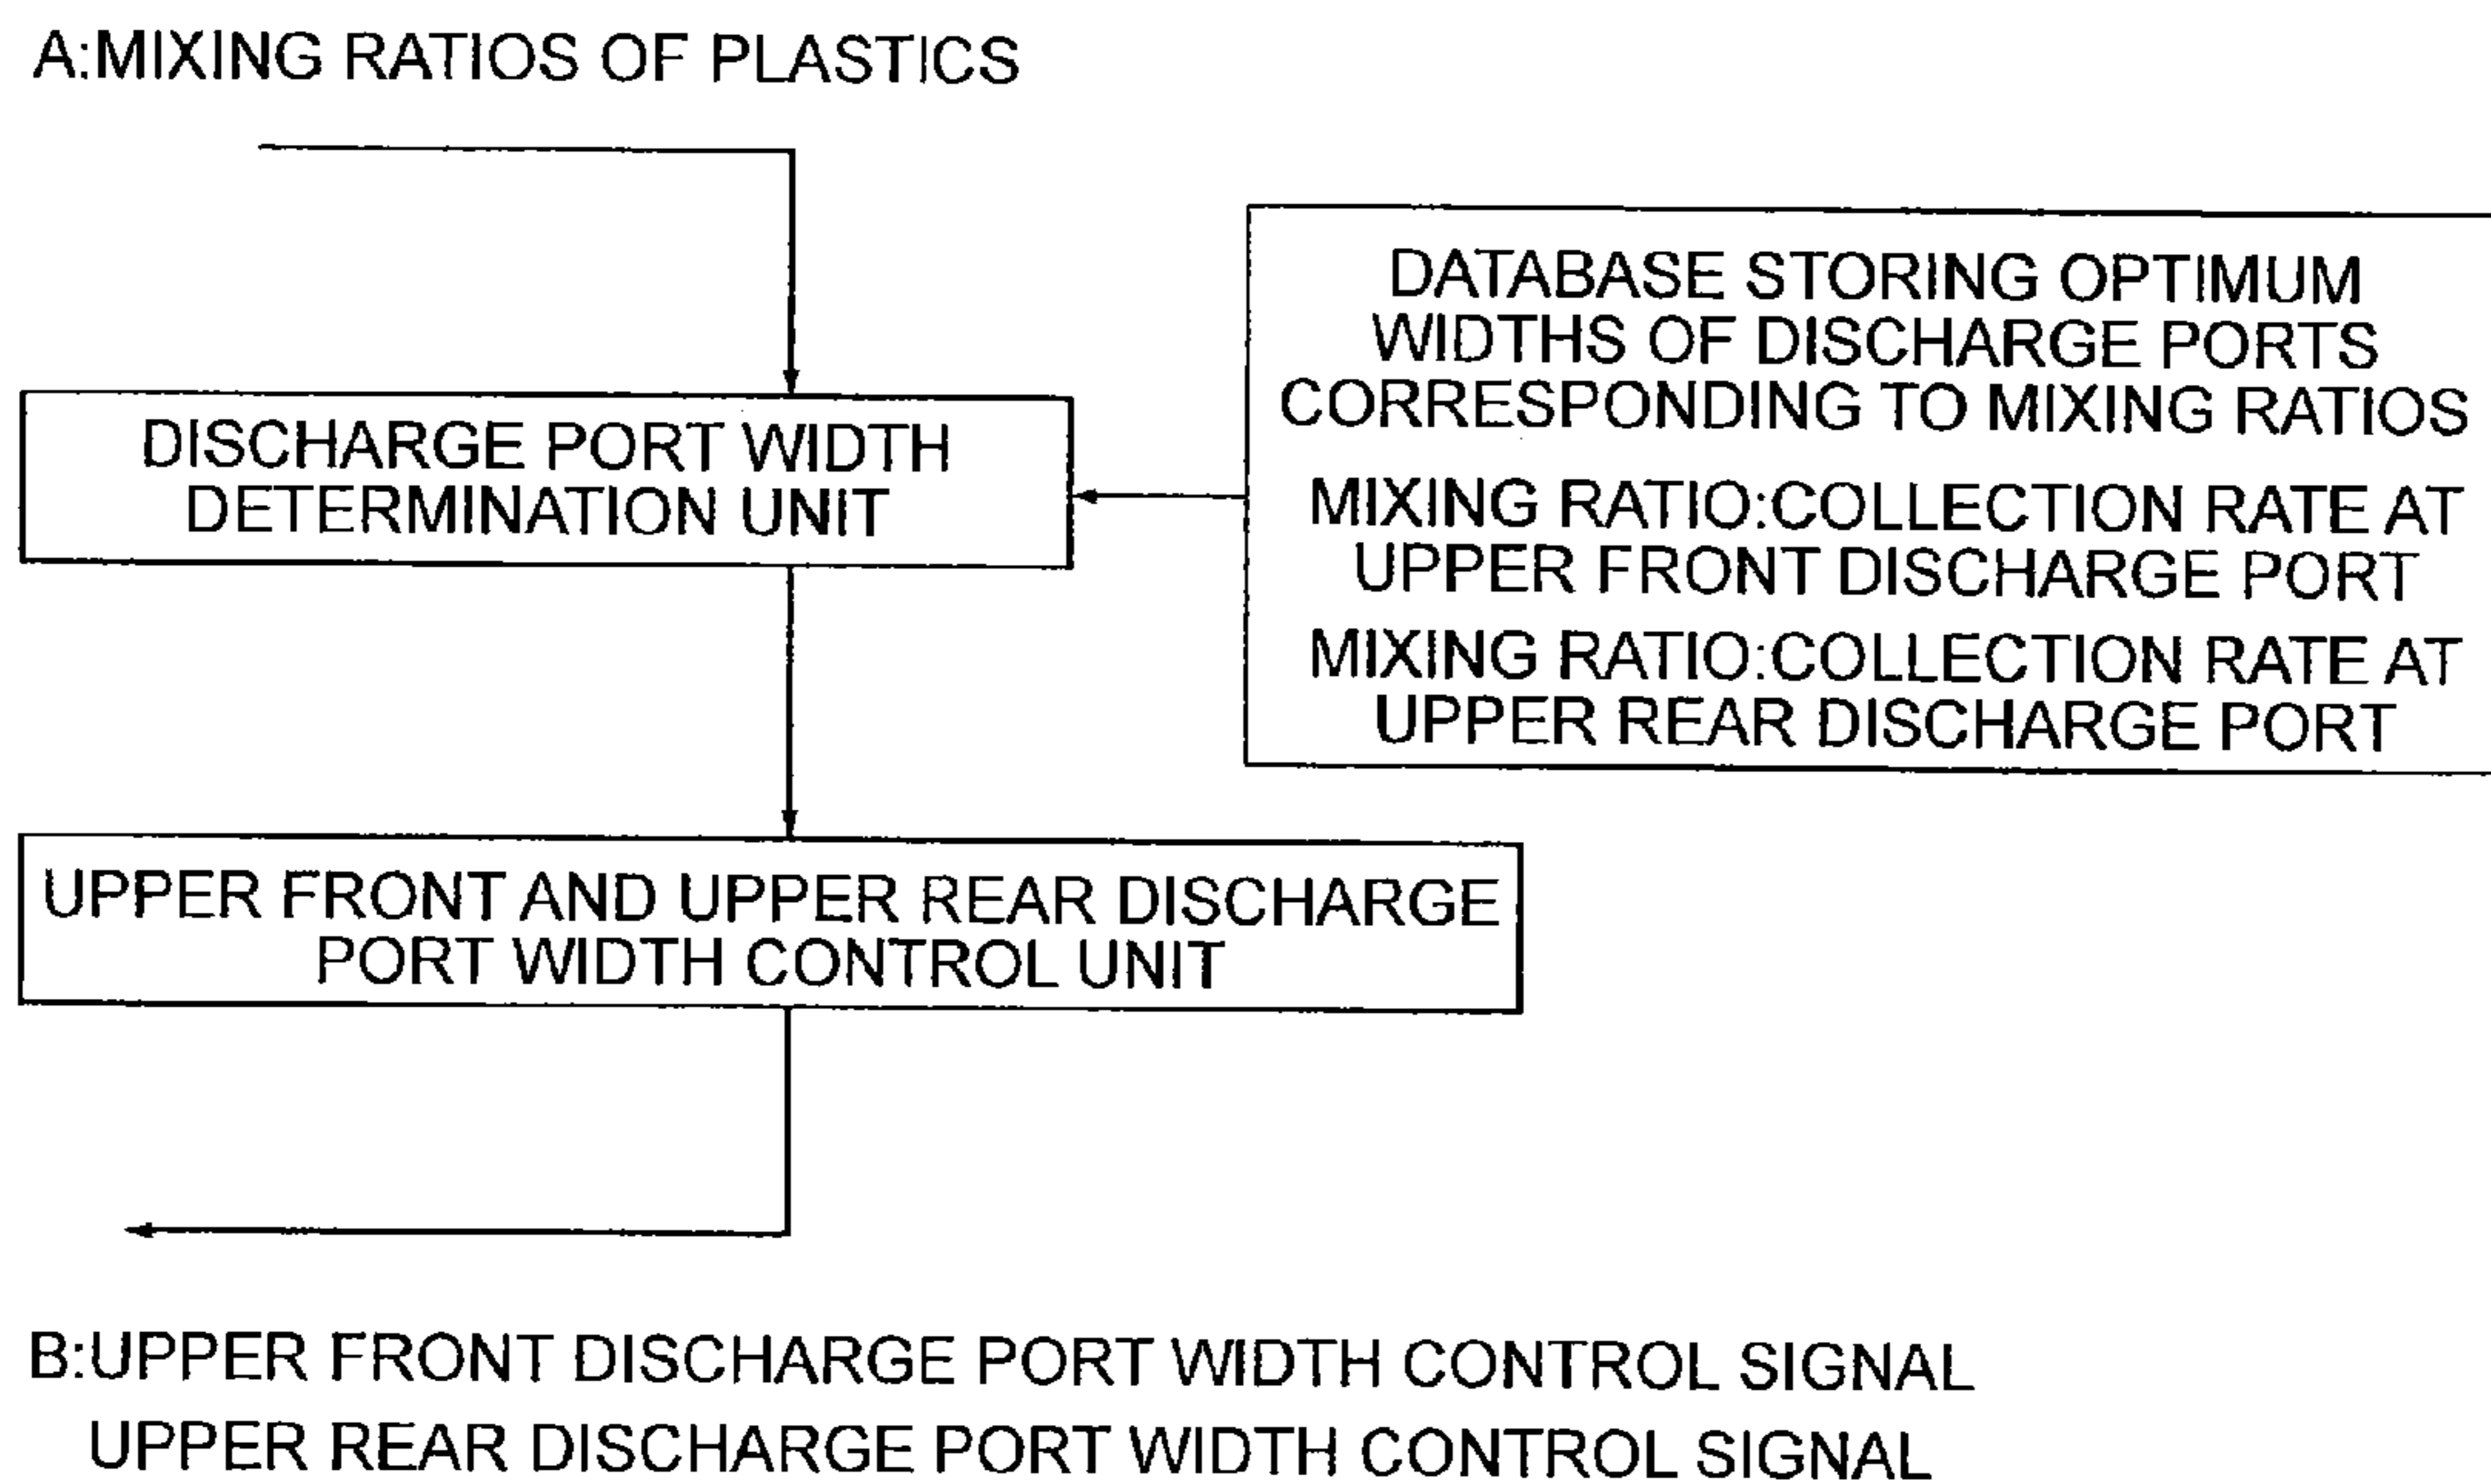 A:MIXING RATIOS OF PLASTICS
DATABASE STORING OPTIMUM
WIDTHS OF DISCHARGE PORTS
CORRESPONDING TO MIXING RATIOS
MIXING RATIO:COLLECTION RATE AT
UPPER FRONT DISCHARGE PORT
MIXING RATIO:COLLECTION RATE AT
UPPER REAR DISCHARGE PORT
DISCHARGE PORT WIDTH
DETERMINATION UNIT
UPPER FRONT AND UPPER REAR DISCHARGE
PORT WIDTH CONTROL UNIT
B:UPPER FRONT DISCHARGE PORT WIDTH CONTROL SIGNAL
UPPER REAR DISCHARGE PORT WIDTH CONTROL SIGNAL